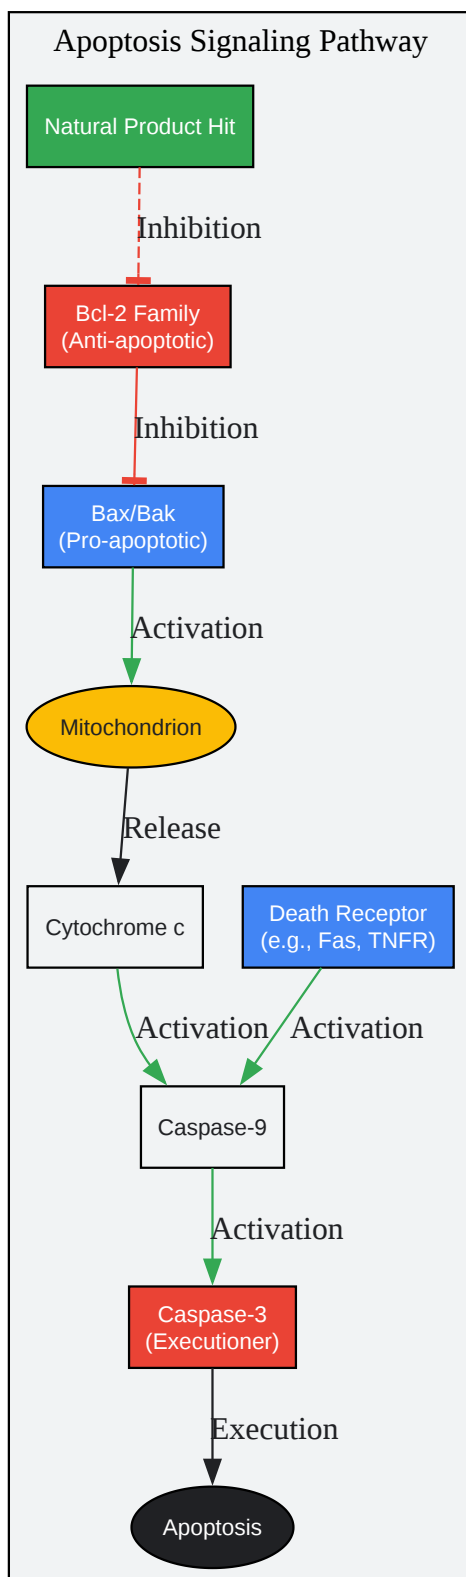 Apoptosis Signaling Pathway
Natural Product Hit
Inhibition
Bcl-2 Family
(Anti-apoptotic)
Inhibition
Bax/Bak
(Pro-apoptotic)
Activation
Mitochondrion
Release
Cytochrome c
Death Receptor
(e.g., Fas, TNFR)
Activation
Activation
Caspase-9
Activation
Caspase-3
(Executioner)
Execution
Apoptosis